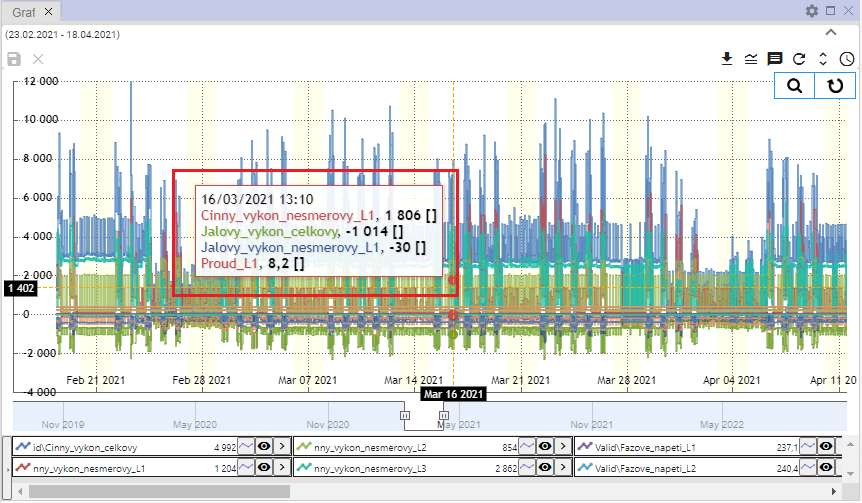 Graf
(23.02.2021 - 18.04.2021)
12 000
10 000
8 000
6 000
4 000
2 000
0
-2 000
-4 000
1 402
16/03/2021 13:10
Cinny_vykon_nesmerovy_L1, 1 806 []
Jalovy_vykon_celkovy, -1 014 []
Jalovy_vykon_nesmerovy_L1, -30 []
Proud_L1, 8,2 []
Feb 21 2021 Feb 28 2021 Mar 07 2021 Mar 14 2021 Mar 21 2021 Mar 28 2021 Apr 04 2021 Apr 11 20
Mar 16 2021
Nov 2019 May 2020 Nov 2020 May 2021 Nov 2021 May 2022
id\Cinny_vykon_celkovy 4 992 nny_vykon_nesmerovy_L2 854 Valid\Fazove_napeti_L1 237,1
nny_vykon_nesmerovy_L1 1 204 nny_vykon_nesmerovy_L3 2 862 Valid\Fazove_napeti_L2 240,4